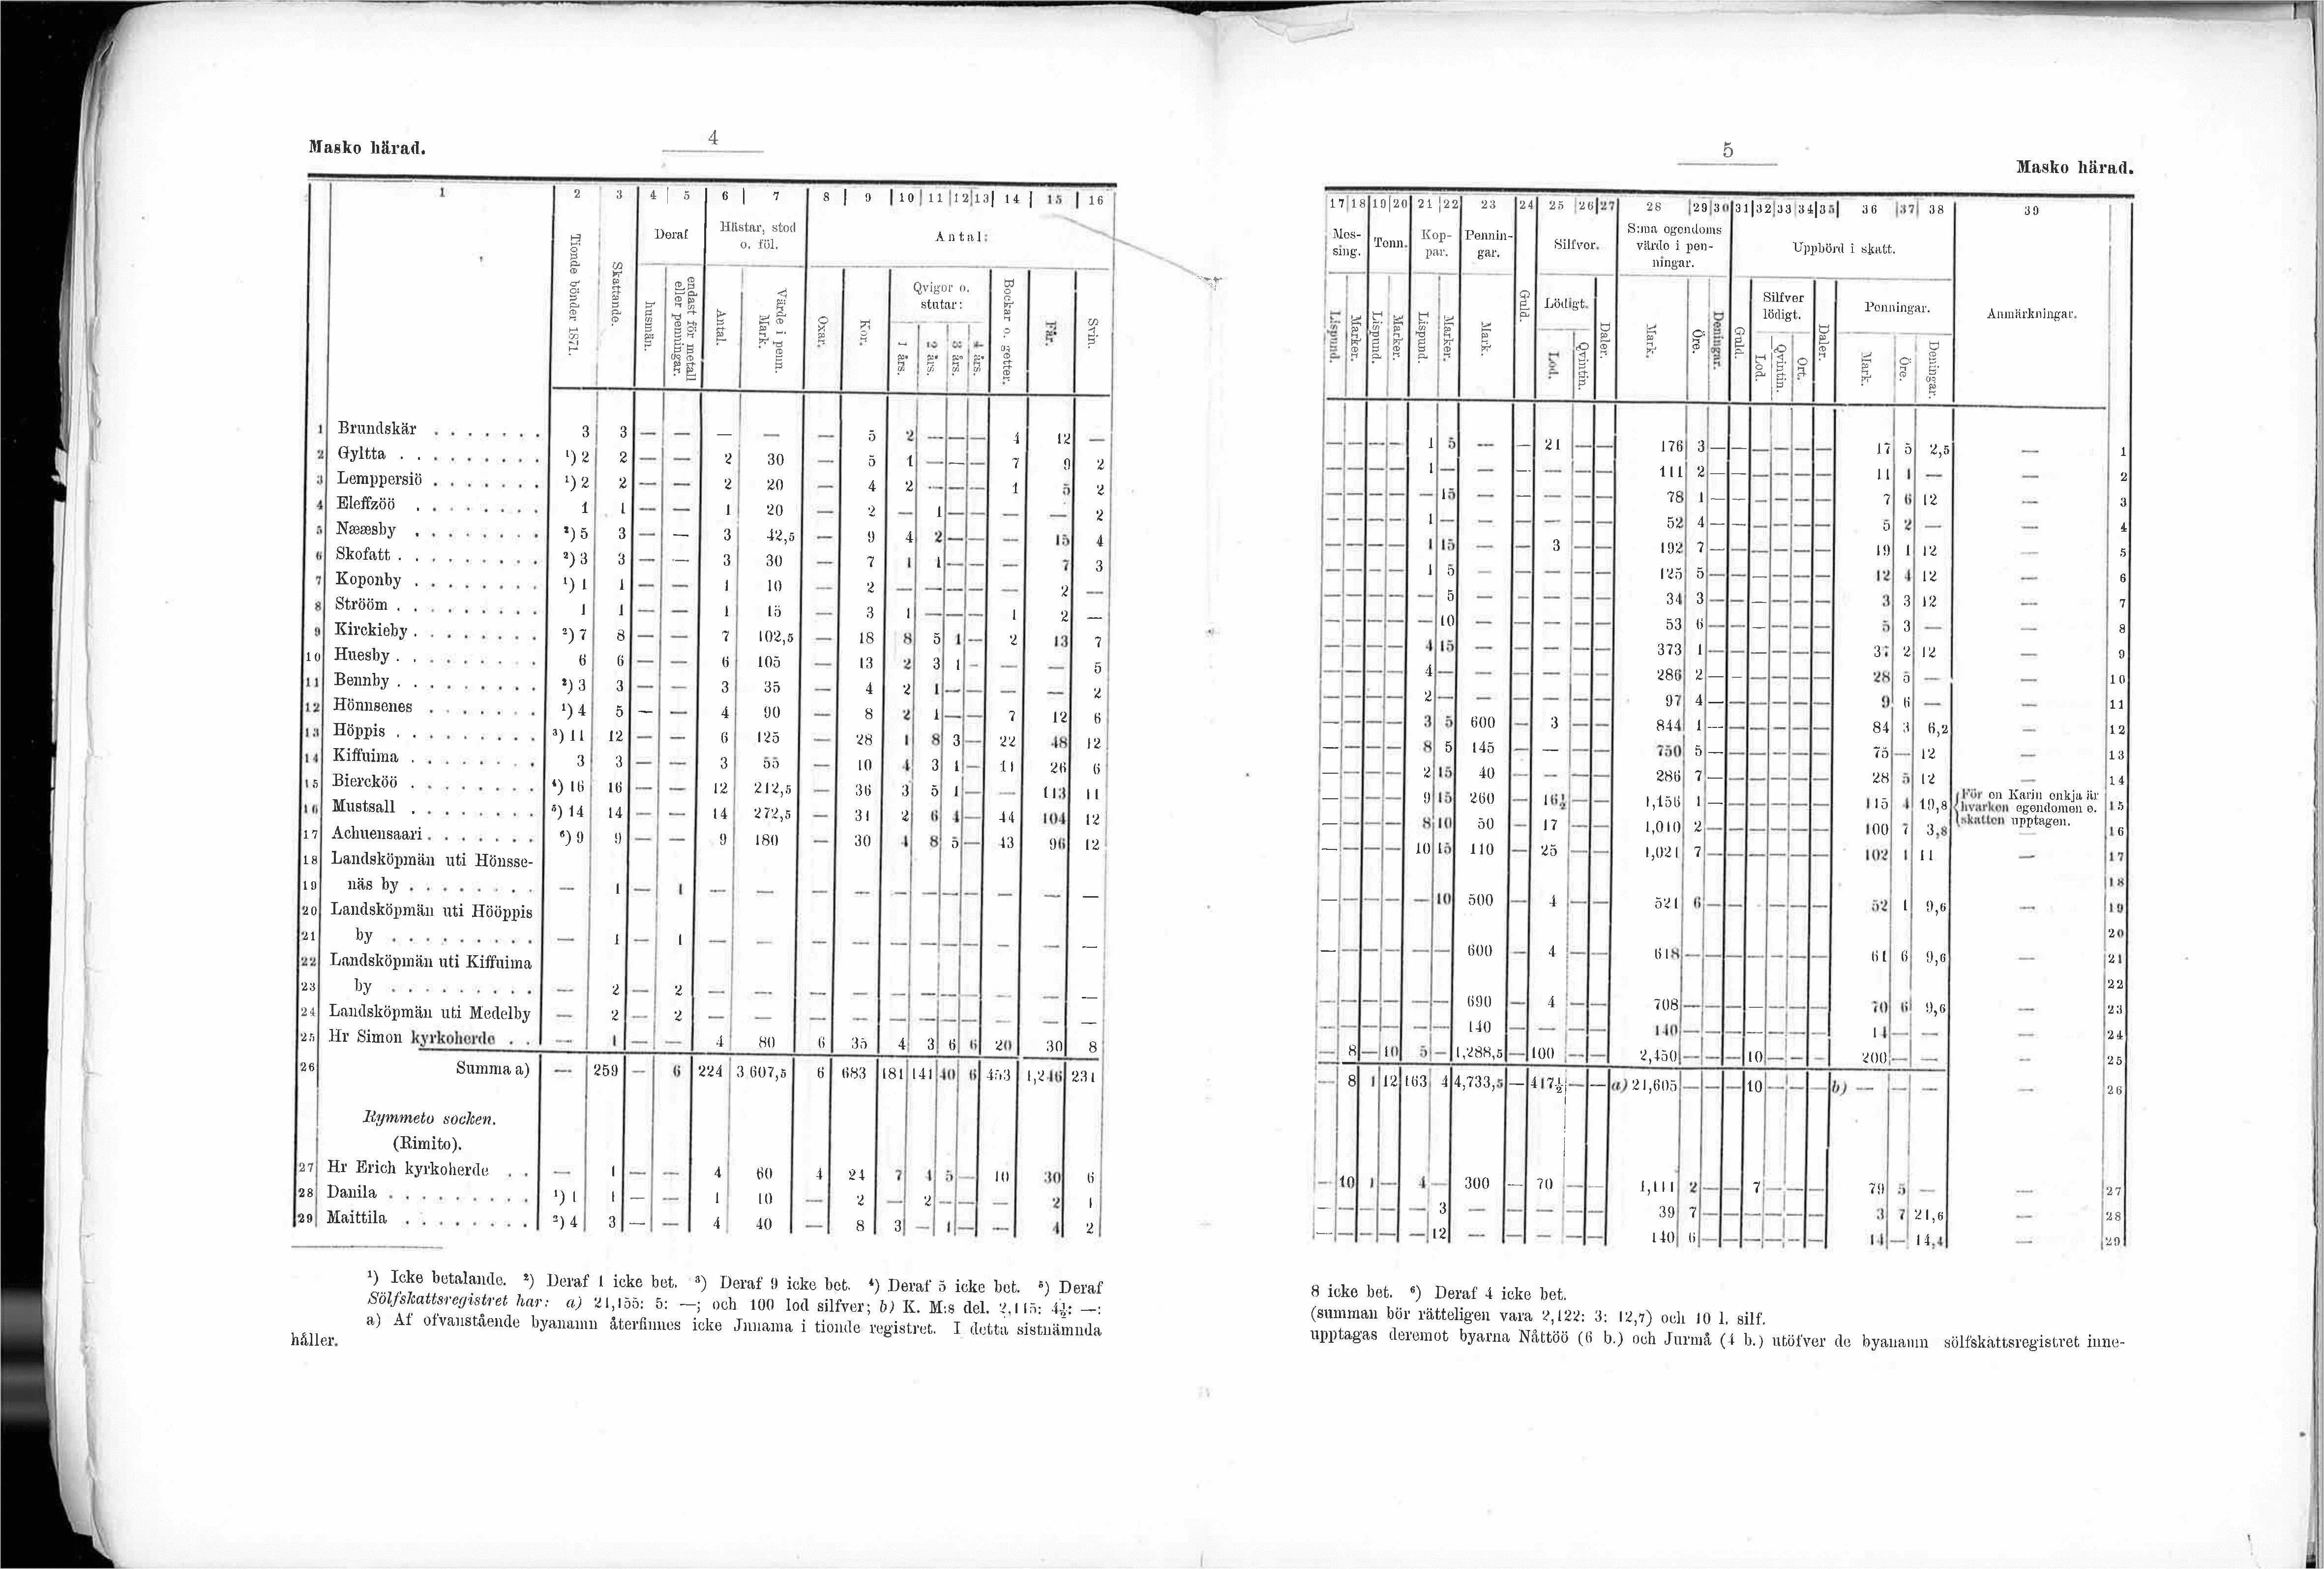 Masko härad.
4
1 2 3 4 5 6 7 8 9 10 11 12 13 14 15 16
Tionde bönder 1871.
Skattande.
Deraf
husmän.
endast för metall eller penningar.
Hästar, stod o. föl.
Antal.
Värde i penn. Mark.
Antal:
Oxar.
Kor.
Qvigor o. stutar:
1 års.
2 års.
3 års.
4 års.
Bockar o. getter.
Får.
Svin.
1 Brundskär . . . . . . . 3 3 — — — — — 5 2 — — — 4 12 —
2 Gyltta . . . . . . . . . ¹) 2 2 — — 2 30 — 5 1 — — — 7 9 2
3 Lemppersiö . . . . . . . ¹) 2 2 — — 2 20 — 4 2 — — — 1 5 2
4 Eleffzöö . . . . . . . . 1 1 — — 1 20 — 2 — 1 — — — — 2
5 Nææsby . . . . . . . . ²) 5 3 — — 3 42,5 — 9 4 2 — — — 15 4
6 Skofatt . . . . . . . . . ²) 3 3 — — 3 30 — 7 1 1 — — — 7 3
7 Koponby . . . . . . . . ¹) 1 1 — — 1 10 — 2 — — — — — 2 —
8 Strööm . . . . . . . . . 1 1 — — 1 15 — 3 1 — — — 1 2 —
9 Kirckieby . . . . . . . . ²) 7 8 — — 7 102,5 — 18 8 5 1 — 2 13 7
10 Huesby . . . . . . . . . 6 6 — — 6 105 — 13 2 3 1 — — — 5
11 Bennby . . . . . . . . . ²) 3 3 — — 3 35 — 4 2 1 — — — — 2
12 Hönnsenes . . . . . . . ¹) 4 5 — — 4 90 — 8 2 1 — — 7 12 6
13 Höppis . . . . . . . . . ³) 11 12 — — 6 125 — 28 1 8 3 — 22 48 12
14 Kiffuima . . . . . . . . 3 3 — — 3 55 — 10 4 3 1 — 11 26 6
15 Biercköö . . . . . . . . ⁴) 16 16 — — 12 212,5 — 36 3 5 1 — — 113 11
16 Mustsall . . . . . . . . ⁵) 14 14 — — 14 272,5 — 31 2 6 4 — 44 104 12
17 Achuensaari . . . . . . . ⁶) 9 9 — — 9 180 — 30 4 8 5 — 43 96 12
18 Landsköpmän uti Hönsse-
19 näs by . . . . . . . . — 1 — 1 — — — — — — — — — — —
20 Landsköpmän uti Hööppis
21 by . . . . . . . . . — 1 — 1 — — — — — — — — — — —
22 Landsköpmän uti Kiffuima
23 by . . . . . . . . . — 2 — 2 — — — — — — — — — — —
24 Landsköpmän uti Medelby — 2 — 2 — — — — — — — — — — —
25 Hr Simon kyrkoherde . . — 1 — — 4 80 6 35 4 3 6 6 20 30 8
26 Summa a) — 259 — 6 224 3 607,5 6 683 181 141 40 6 453 1,246 231
Rymmeto socken.
(Rimito).
27 Hr Erich kyrkoherde . . — 1 — — 4 60 4 24 7 4 5 — 10 30 6
28 Danila . . . . . . . . . ¹) 1 1 — — 1 10 — 2 — 2 — — — 2 1
29 Maittila . . . . . . . . ²) 4 3 — — 4 40 — 8 3 — 1 — — 4 2
¹) Icke betalande. ²) Deraf 1 icke bet. ³) Deraf 9 icke bet. ⁴) Deraf 5 icke bet. ⁵) Deraf
Sölfskattsregistret har: a) 21,155: 5: —; och 100 lod silfver; b) K. M:s del. 2,115: 4½: —:
a) Af ofvanstående byanamn återfinnes icke Jnnama i tionde registret. I detta sistnämnda
håller.
5
Masko härad.
17 18 19 20 21 22 23 24 25 26 27 28 29 30 31 32 33 34 35 36 37 38 39
Mes-
sing.
Tenn.
Kop-
par.
Pennin-
gar.
Silfver.
S:ma egendoms
värde i pen-
ningar.
Uppbörd i skatt.
Lispund.
Marker.
Lispund.
Marker.
Lispund.
Marker.
Mark.
Guld.
Lödigt.
Lod.
Qvintin.
Daler.
Mark.
Öre.
Deningar.
Guld.
Silfver
lödigt.
Lod.
Qvintin.
Ort.
Daler.
Penningar.
Mark.
Öre.
Deningar.
Anmärkningar.
— — — — 1 5 — — 21 — — 176 3 — — — — — — 17 5 2,5 — 1
— — — — 1 — — — — — — 111 2 — — — — — — 11 1 — — 2
— — — — — 15 — — — — — 78 1 — — — — — — 7 6 12 — 3
— — — — 1 — — — — — — 52 4 — — — — — — 5 2 — — 4
— — — — 1 15 — — 3 — — 192 7 — — — — — — 19 1 12 — 5
— — — — 1 5 — — — — — 125 5 — — — — — — 12 4 12 — 6
— — — — — 5 — — — — — 34 3 — — — — — — 3 3 12 — 7
— — — — — 10 — — — — — 53 6 — — — — — — 5 3 — — 8
— — — — 4 15 — — — — — 373 1 — — — — — — 37 2 12 — 9
— — — — 4 — — — — — — 286 2 — — — — — — 28 5 — — 10
— — — — 2 — — — — — — 97 4 — — — — — — 9 6 — — 11
— — — — 3 5 600 — 3 — — 844 1 — — — — — — 84 3 6,2 — 12
— — — — 8 5 145 — — — — 750 5 — — — — — — 75 — 12 — 13
— — — — 2 15 40 — — — — 286 7 — — — — — — 28 5 12 — 14
— — — — 9 15 260 — 16½ — — 1,156 1 — — — — — — 115 4 19,8 För en Karin enkja är hvarken egendomen o. skatten upptagen. 15
— — — — 8 10 50 — 17 — — 1,010 2 — — — — — — 100 7 3,8 — 16
— — — — 10 15 110 — 25 — — 1,021 7 — — — — — — 102 1 11 — 17
18
— — — — — 10 500 — 4 — — 521 6 — — — — — 52 1 9,6 — 19
20
— — — — — — 600 — 4 — — 618 — — — — — — — 61 6 9,6 — 21
22
— — — — — — 690 — 4 — — 708 — — — — — — — 70 6 9,6 — 23
— — — — — — 140 — — — — 140 — — — — — — — 14 — — — 24
— 8 — 10 5 — 1,288,5 — 100 — — 2,450 — — — 10 — — — 200 — — — 25
— 8 1 12 163 4 4,733,5 — 417½ — — a) 21,605 — — — 10 — — — b) — — — — 26
— 10 1 — 4 — 300 — 70 — — 1,111 2 — — 7 — — — 79 5 — — 27
— — — — — 3 — — — — — 39 7 — — — — — — 3 7 21,6 — 28
— — — — — 12 — — — — — 140 6 — — — — — — 14 — 14,4 — 29
8 icke bet. ⁶) Deraf 4 icke bet.
(summan bör rätteligen vara 2,122: 3: 12,7) och 10 l. silf.
upptagas deremot byarna Nåttöö (6 b.) och Jurmå (4 b.) utöfver de byanamn sölfskattsregistret inne-